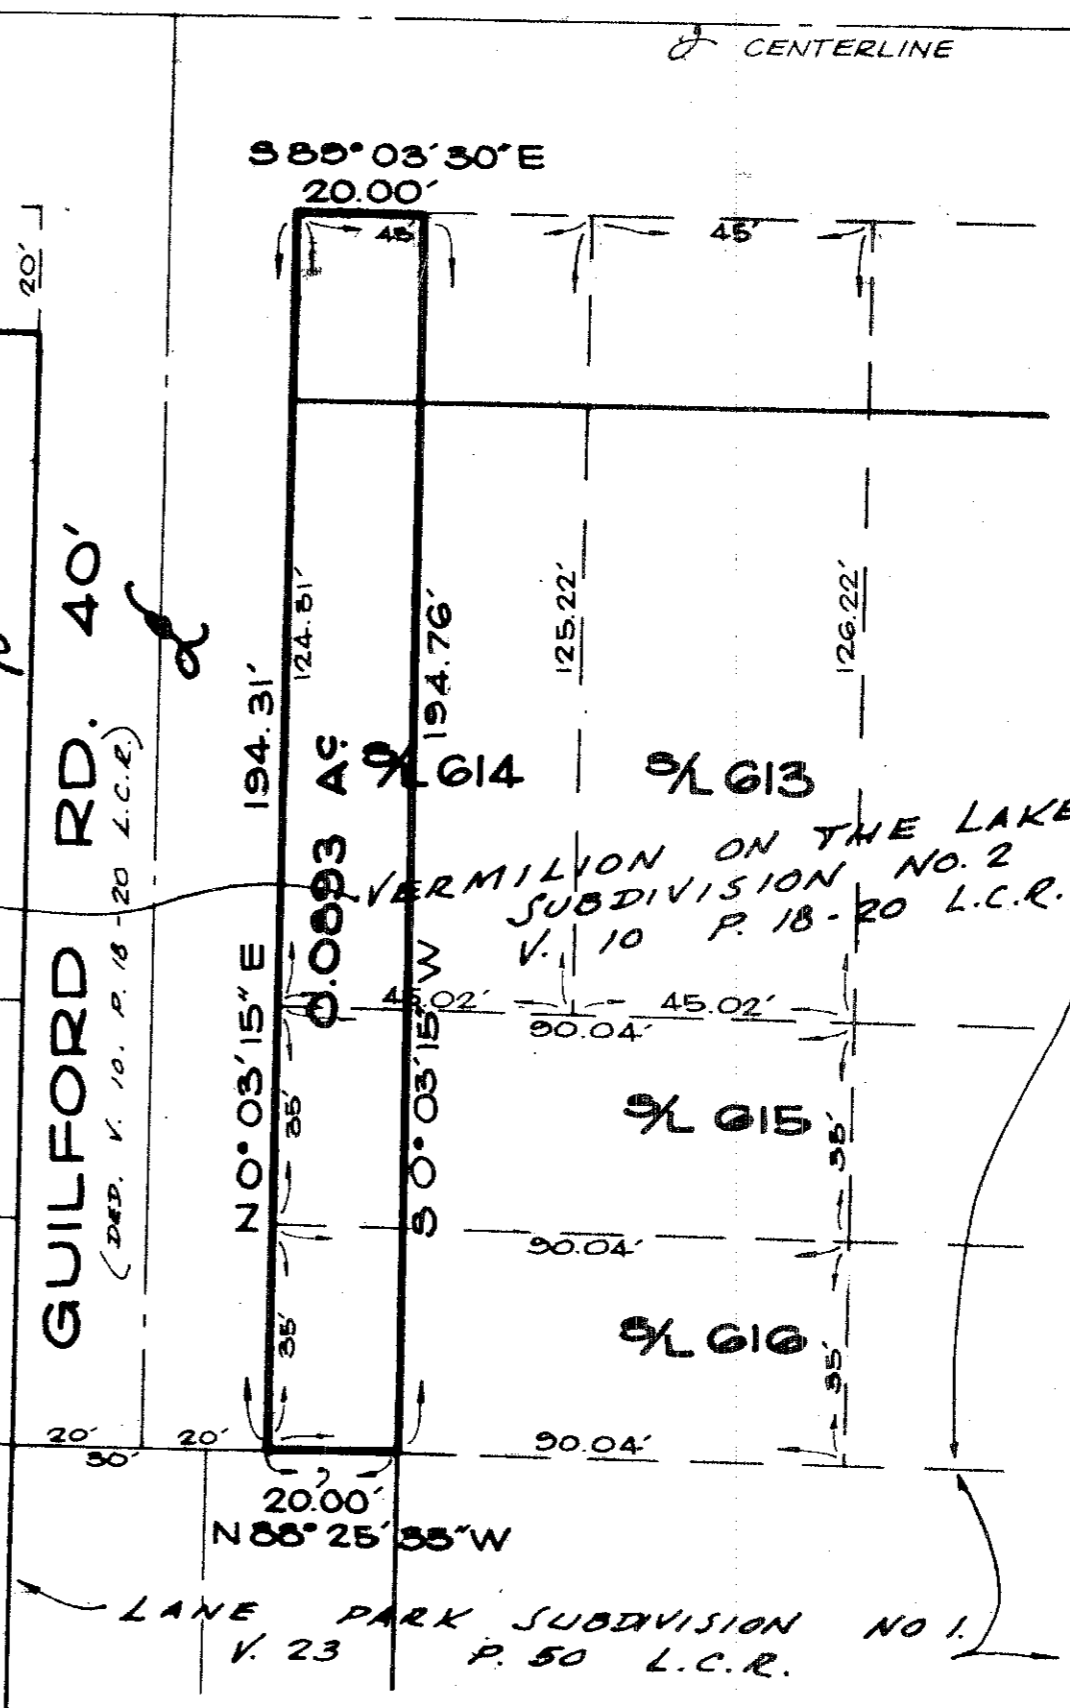 CENTERLINE
S 89° 03' 30" E
20.00'
45'
45'
20'
GUILFORD RD. 40'
(DED. V. 10. P. 18-20 L.C.R.)
194.31'
124.31'
194.76'
125.22'
126.22'
0.0893 AC.
S/L 614
S/L 613
VERMILION ON THE LAKE
SUBDIVISION NO. 2
V. 10 P. 18-20 L.C.R.
N 0° 03' 15" E
S 0° 03' 15" W
45.02'
45.02'
90.04'
35'
S/L 615
35'
90.04'
35'
S/L 616
35'
20'
20'
90.04'
20.00'
N 88° 25' 35" W
LANE PARK SUBDIVISION NO 1.
V. 23 P. 50 L.C.R.